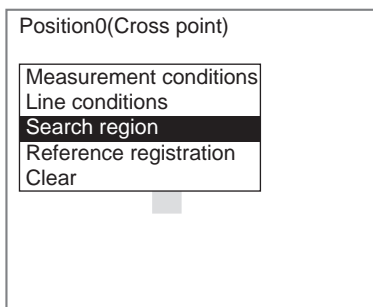 Position0(Cross point)
Measurement conditions
Line conditions
Search region
Reference registration
Clear